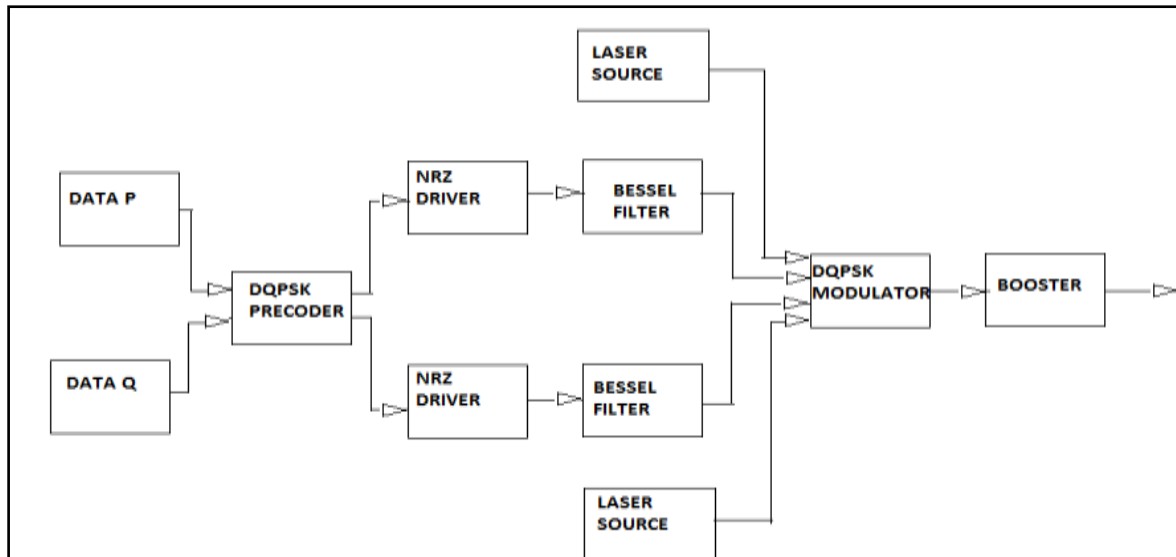 LASER
SOURCE
NRZ
DRIVER
BESSEL
FILTER
DATA P
DQPSK
PRECODER
DQPSK
MODULATOR
BOOSTER
DATA Q
NRZ
DRIVER
BESSEL
FILTER
LASER
SOURCE